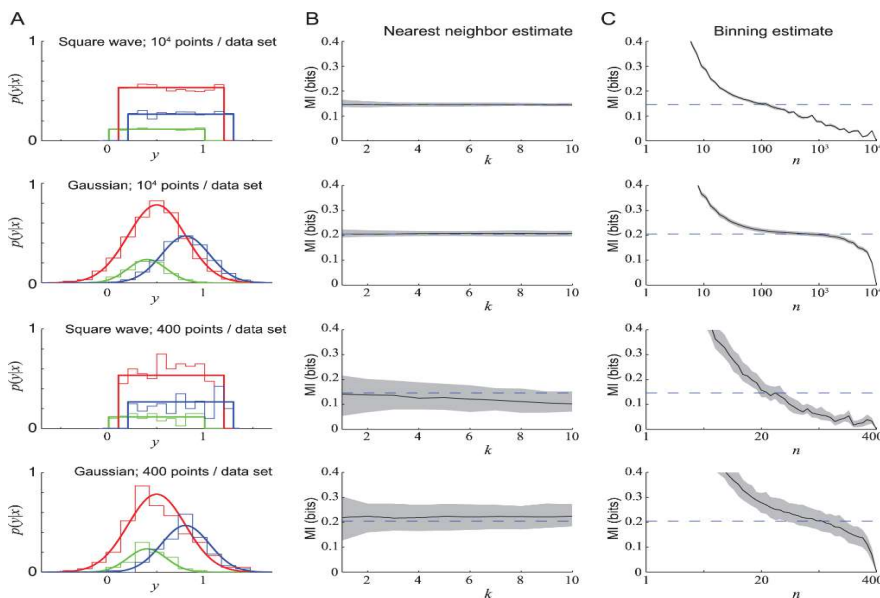 A
B
C
Nearest neighbor estimate
Binning estimate
Square wave; 10⁴ points / data set
p(y|x)
1
0
0
1
y
MI (bits)
0.4
0.3
0.2
0.1
0
2
4
6
8
10
k
MI (bits)
0.4
0.3
0.2
0.1
0
1
10
100
10³
10⁴
n
Gaussian; 10⁴ points / data set
p(y|x)
1
0
0
1
y
MI (bits)
0.4
0.3
0.2
0.1
0
2
4
6
8
10
k
MI (bits)
0.4
0.3
0.2
0.1
0
1
10
100
10³
10⁴
n
Square wave; 400 points / data set
p(y|x)
1
0
0
1
y
MI (bits)
0.4
0.3
0.2
0.1
0
2
4
6
8
10
k
MI (bits)
0.4
0.3
0.2
0.1
0
1
20
400
n
Gaussian; 400 points / data set
p(y|x)
1
0
0
1
y
MI (bits)
0.4
0.3
0.2
0.1
0
2
4
6
8
10
k
MI (bits)
0.4
0.3
0.2
0.1
0
1
20
400
n